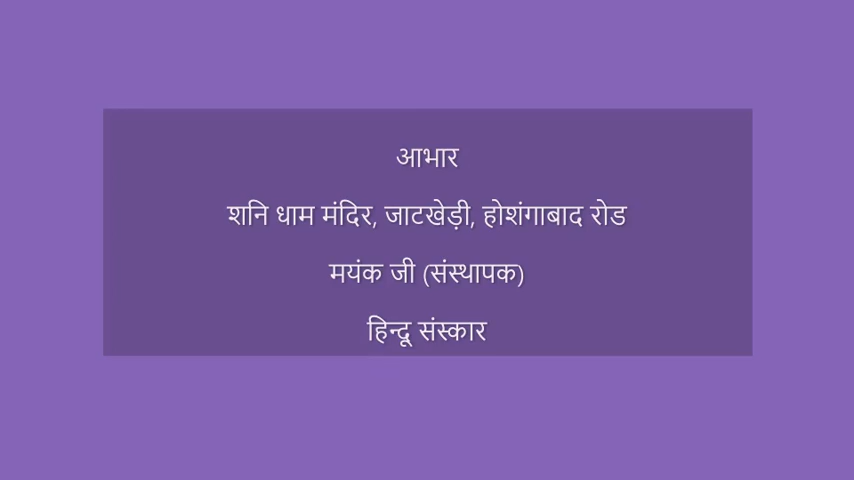 आभार
शनि धाम मंदिर, जाटखेड़ी, होशंगाबाद रोड
मयंक जी (संस्थापक)
हिन्दू संस्कार